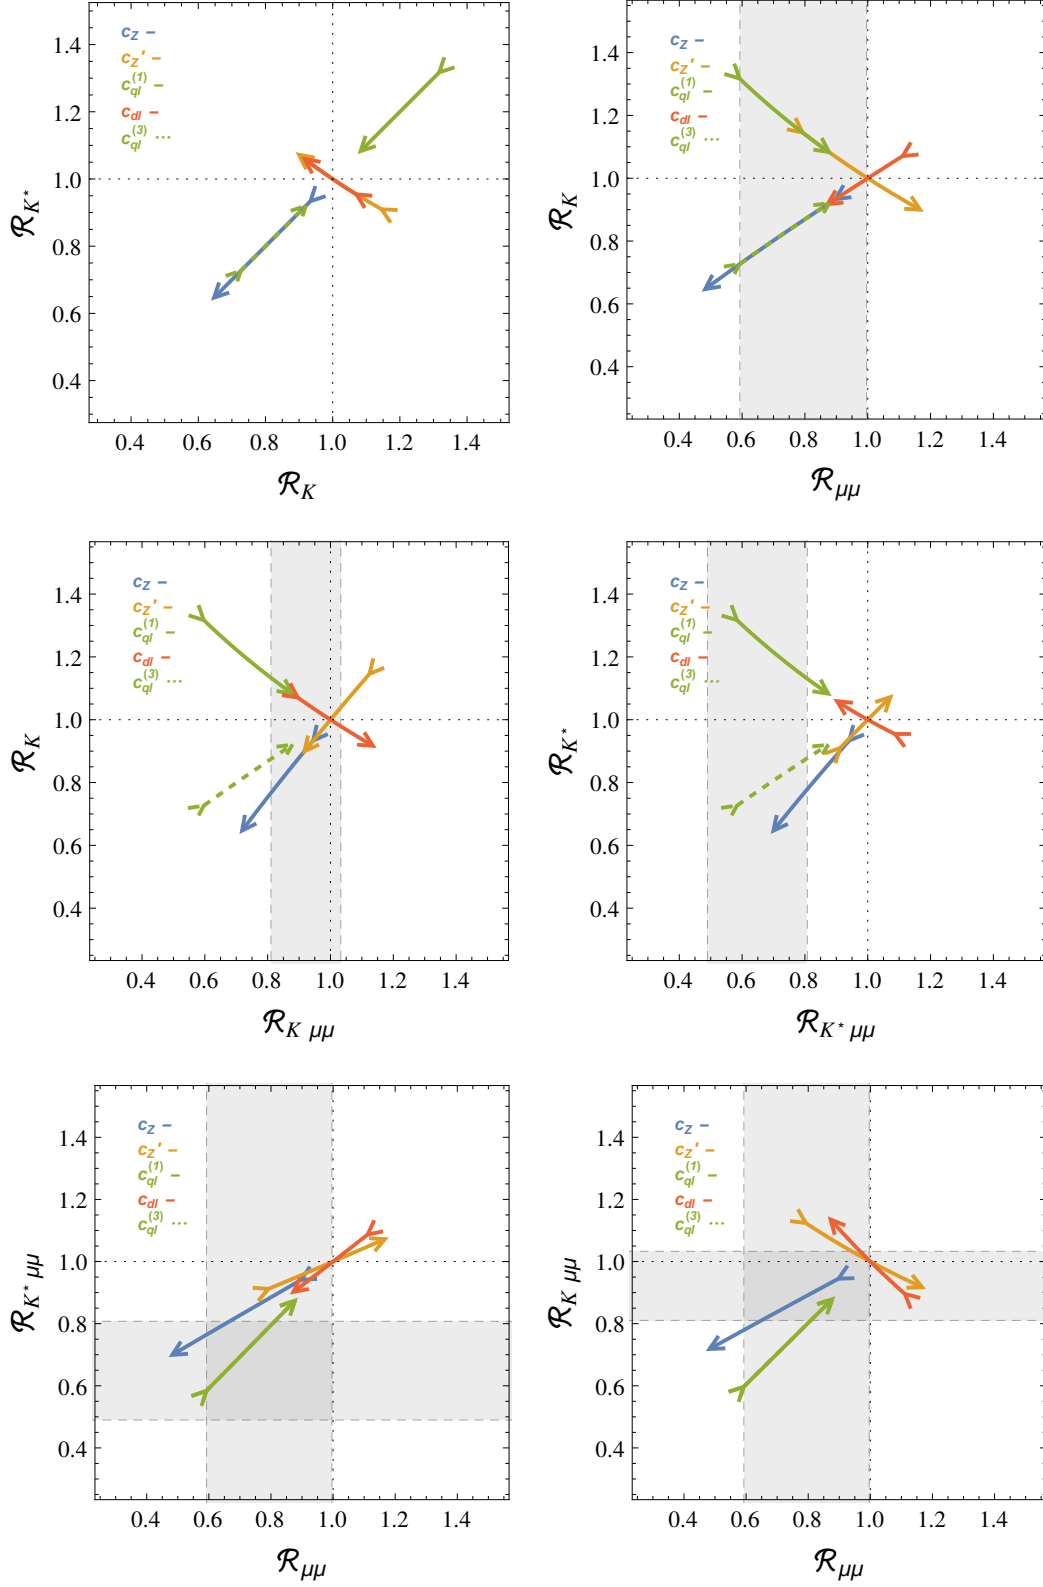 1.4
1.2
1.0
0.8
0.6
0.4
c_Z –
c_Z' –
c_ql^(1) –
c_dl –
c_ql^(3) ···
ℛ_K*
0.4 0.6 0.8 1.0 1.2 1.4
ℛ_K
1.4
1.2
1.0
0.8
0.6
0.4
c_Z –
c_Z' –
c_ql^(1) –
c_dl –
c_ql^(3) ···
ℛ_K
0.4 0.6 0.8 1.0 1.2 1.4
ℛ_μμ
1.4
1.2
1.0
0.8
0.6
0.4
c_Z –
c_Z' –
c_ql^(1) –
c_dl –
c_ql^(3) ···
ℛ_K
0.4 0.6 0.8 1.0 1.2 1.4
ℛ_K μμ
1.4
1.2
1.0
0.8
0.6
0.4
c_Z –
c_Z' –
c_ql^(1) –
c_dl –
c_ql^(3) ···
ℛ_K*
0.4 0.6 0.8 1.0 1.2 1.4
ℛ_K* μμ
1.4
1.2
1.0
0.8
0.6
0.4
c_Z –
c_Z' –
c_ql^(1) –
c_dl –
c_ql^(3) ···
ℛ_K* μμ
0.4 0.6 0.8 1.0 1.2 1.4
ℛ_μμ
1.4
1.2
1.0
0.8
0.6
0.4
c_Z –
c_Z' –
c_ql^(1) –
c_dl –
c_ql^(3) ···
ℛ_K μμ
0.4 0.6 0.8 1.0 1.2 1.4
ℛ_μμ